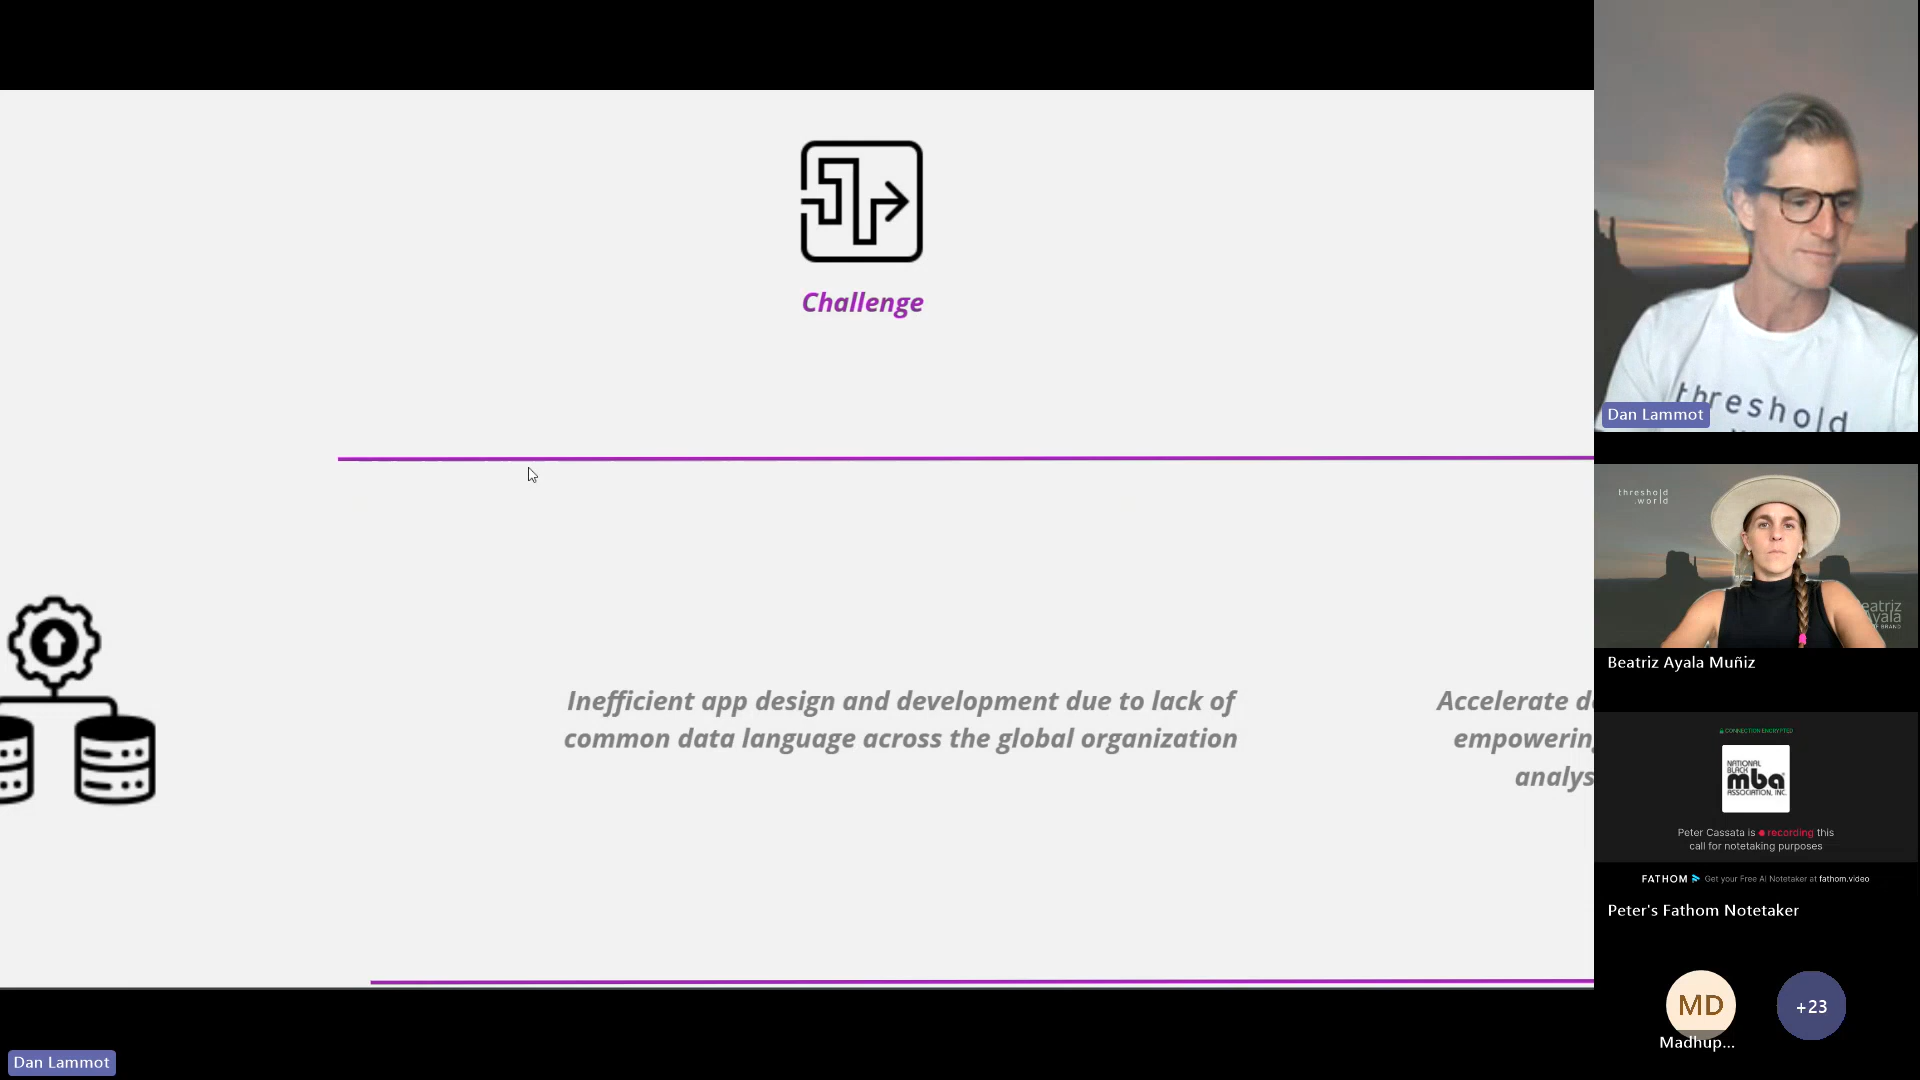 Challenge
Inefficient app design and development due to lack of
common data language across the global organization
Accelerate d
empowering
analys
Dan Lammot
threshold
Dan Lammot
threshold
.world
eatriz
Ayala
Beatriz Ayala Muñiz
CONNECTION ENCRYPTED
NATIONAL
BLACK
mba
ASSOCIATION, INC.
Peter Cassata is recording this
call for notetaking purposes
FATHOM Get your Free AI Notetaker at fathom.video
Peter's Fathom Notetaker
MD
+23
Madhup...